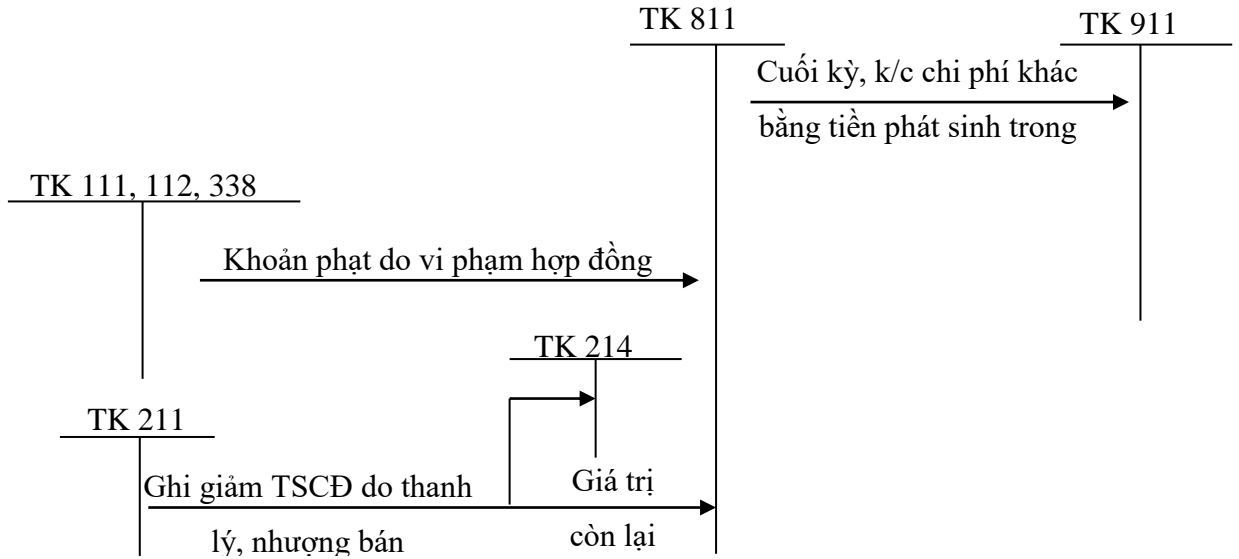 TK 811
TK 911
Cuối kỳ, k/c chi phí khác
bằng tiền phát sinh trong
TK 111, 112, 338
Khoản phạt do vi phạm hợp đồng
TK 214
TK 211
Ghi giảm TSCĐ do thanh
lý, nhượng bán
Giá trị
còn lại